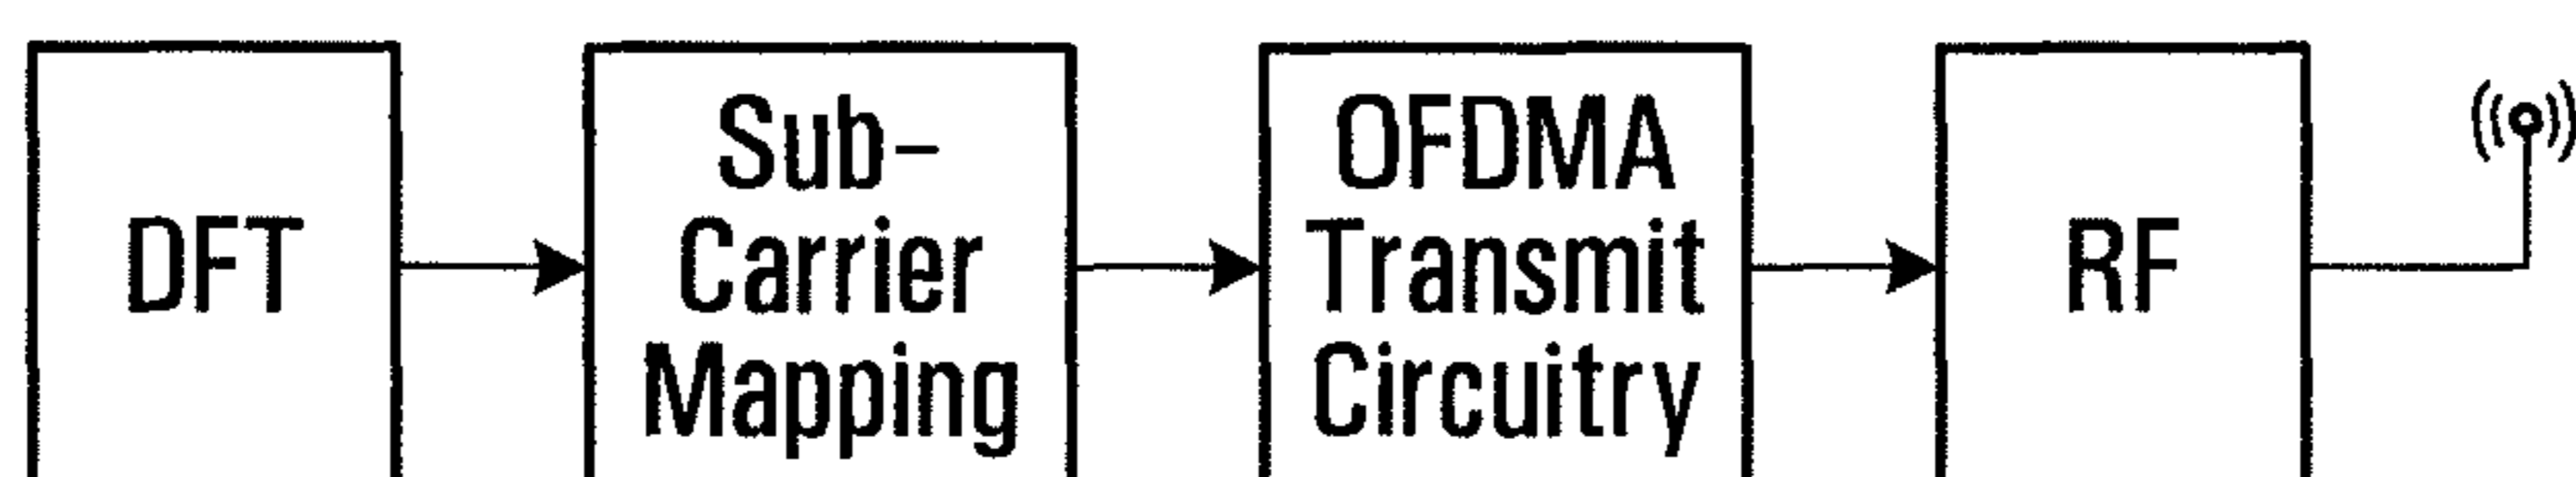 DFT
Sub-
Carrier
Mapping
OFDMA
Transmit
Circuitry
RF